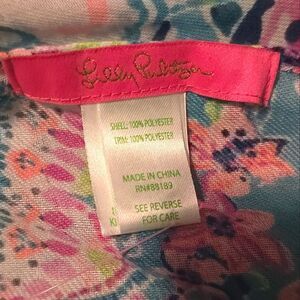 Lilly Pulitzer
SHELL: 100% POLYESTER
TRIM: 100% POLYESTER
MADE IN CHINA
RN#88189
SEE REVERSE
FOR CARE